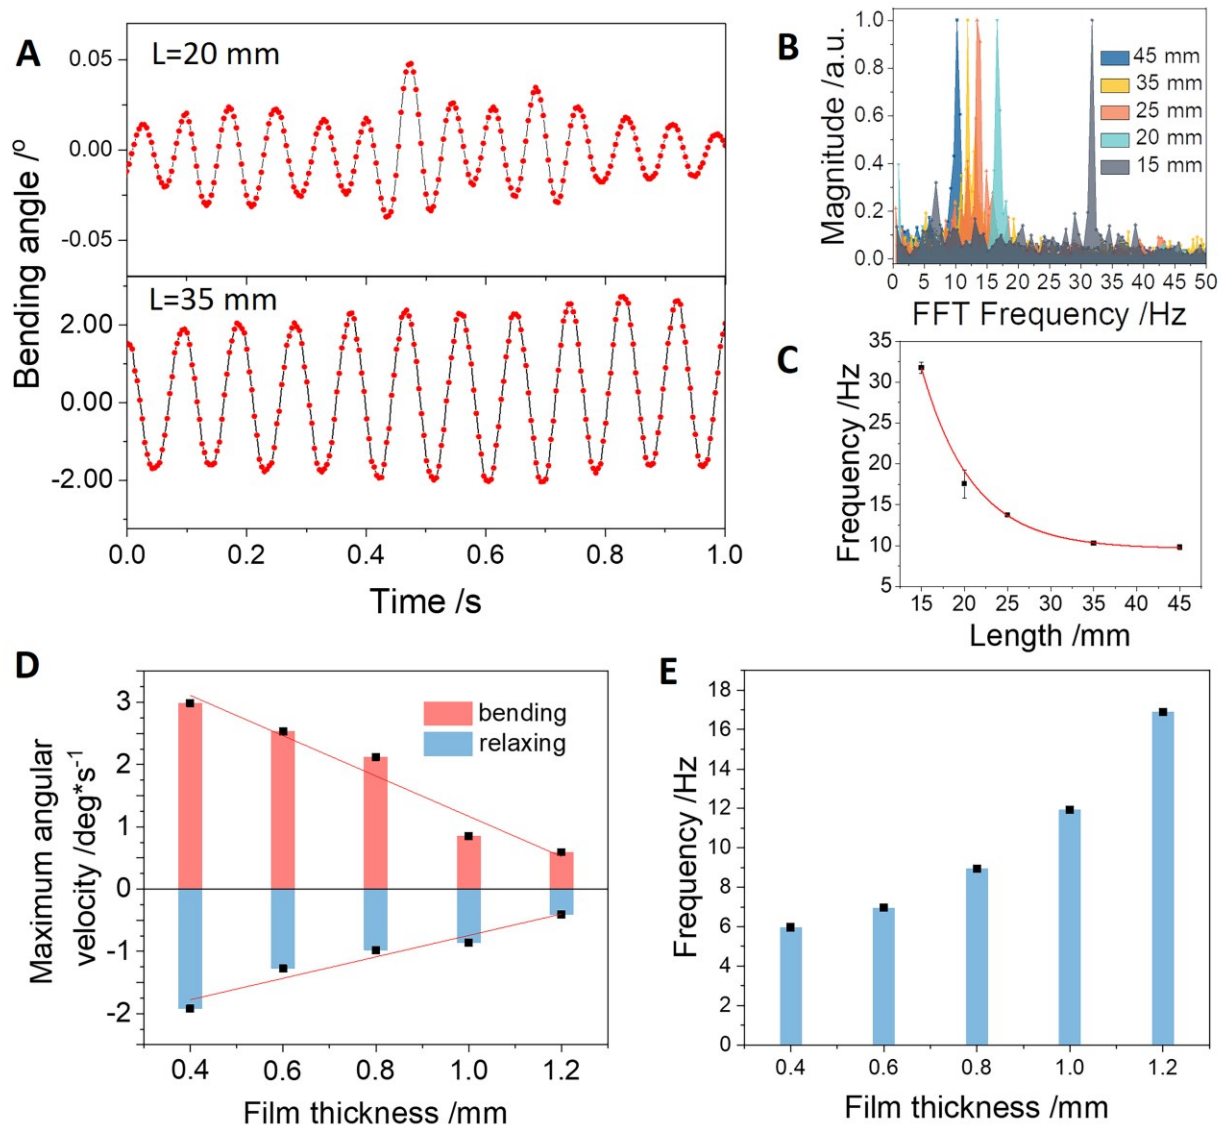 A
L=20 mm
0.05
0.00
-0.05
Bending angle /º
L=35 mm
2.00
0.00
-2.00
0.0 0.2 0.4 0.6 0.8 1.0
Time /s
B
1.0
0.8
0.6
0.4
0.2
0.0
Magnitude /a.u.
45 mm
35 mm
25 mm
20 mm
15 mm
0 5 10 15 20 25 30 35 40 45 50
FFT Frequency /Hz
C
35
30
25
20
15
10
5
Frequency /Hz
15 20 25 30 35 40 45
Length /mm
D
3
2
1
0
-1
-2
Maximum angular
velocity /deg*s⁻¹
bending
relaxing
0.4 0.6 0.8 1.0 1.2
Film thickness /mm
E
18
16
14
12
10
8
6
4
2
0
Frequency /Hz
0.4 0.6 0.8 1.0 1.2
Film thickness /mm